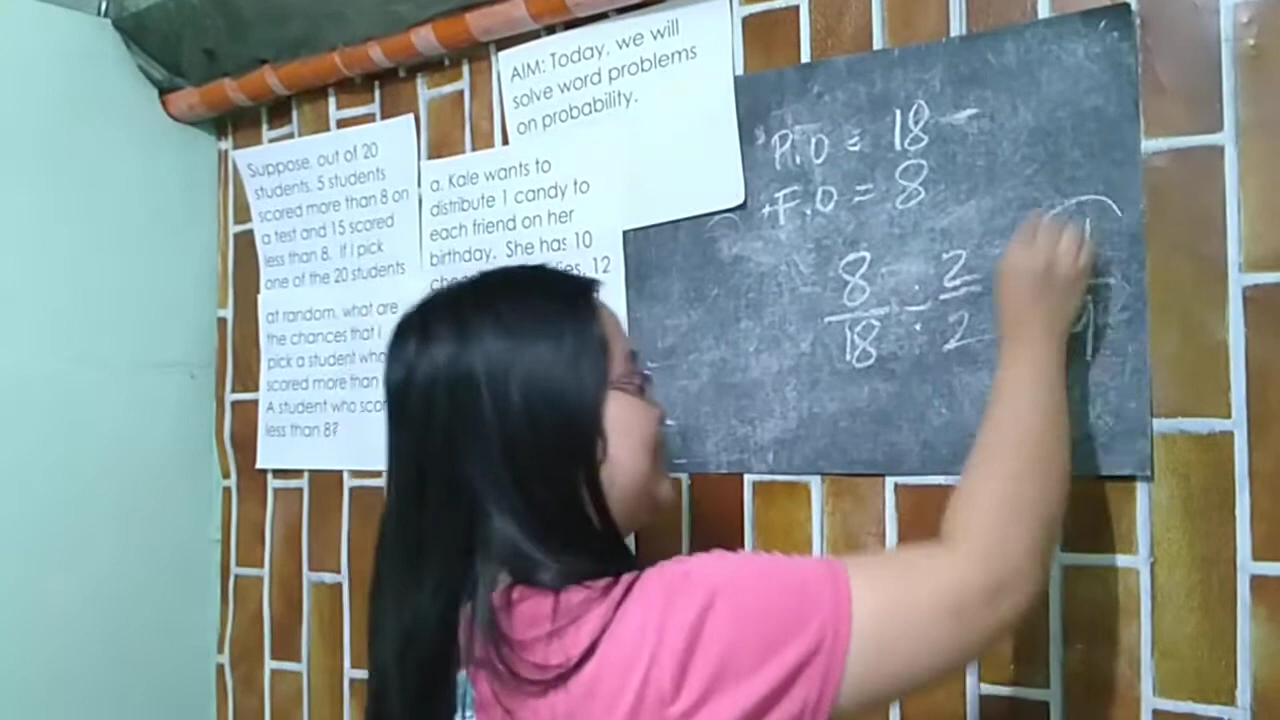 AIM: Today, we will
solve word problems
on probability.
Suppose, out of 20
students, 5 students
scored more than 8 on
a test and 15 scored
less than 8. If I pick
one of the 20 students
at random, what are
the chances that I
pick a student who
scored more than
A student who
less than 8?
a. Kale wants to
distribute 1 candy to
each friend on her
birthday. She has 10
12
P.O = 18
F.O = 8
8/18 ÷ 2/2